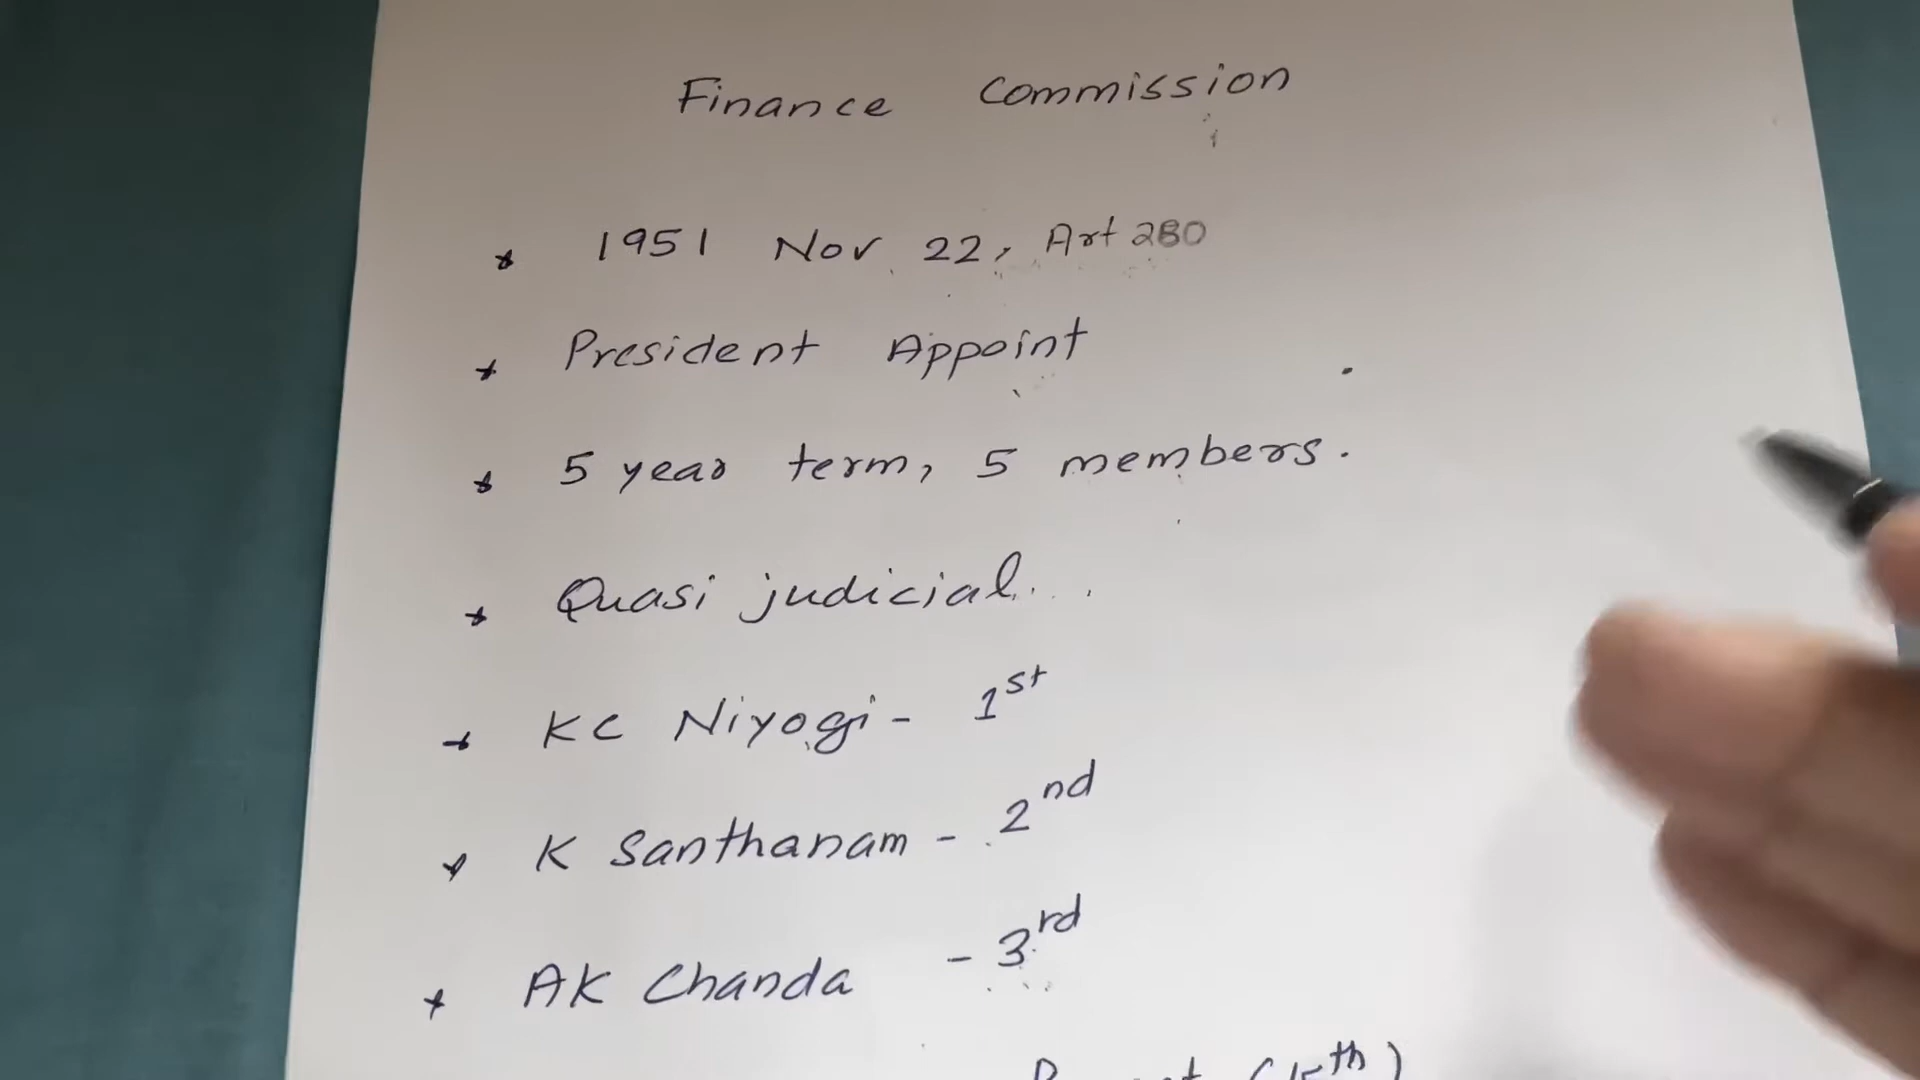 Finance Commission
* 1951 Nov 22, Art 280
* President Appoint
* 5 year term, 5 members.
* Quasi judicial
* KC Niyogi - 1st
* K Santhanam - 2nd
* AK Chanda - 3rd